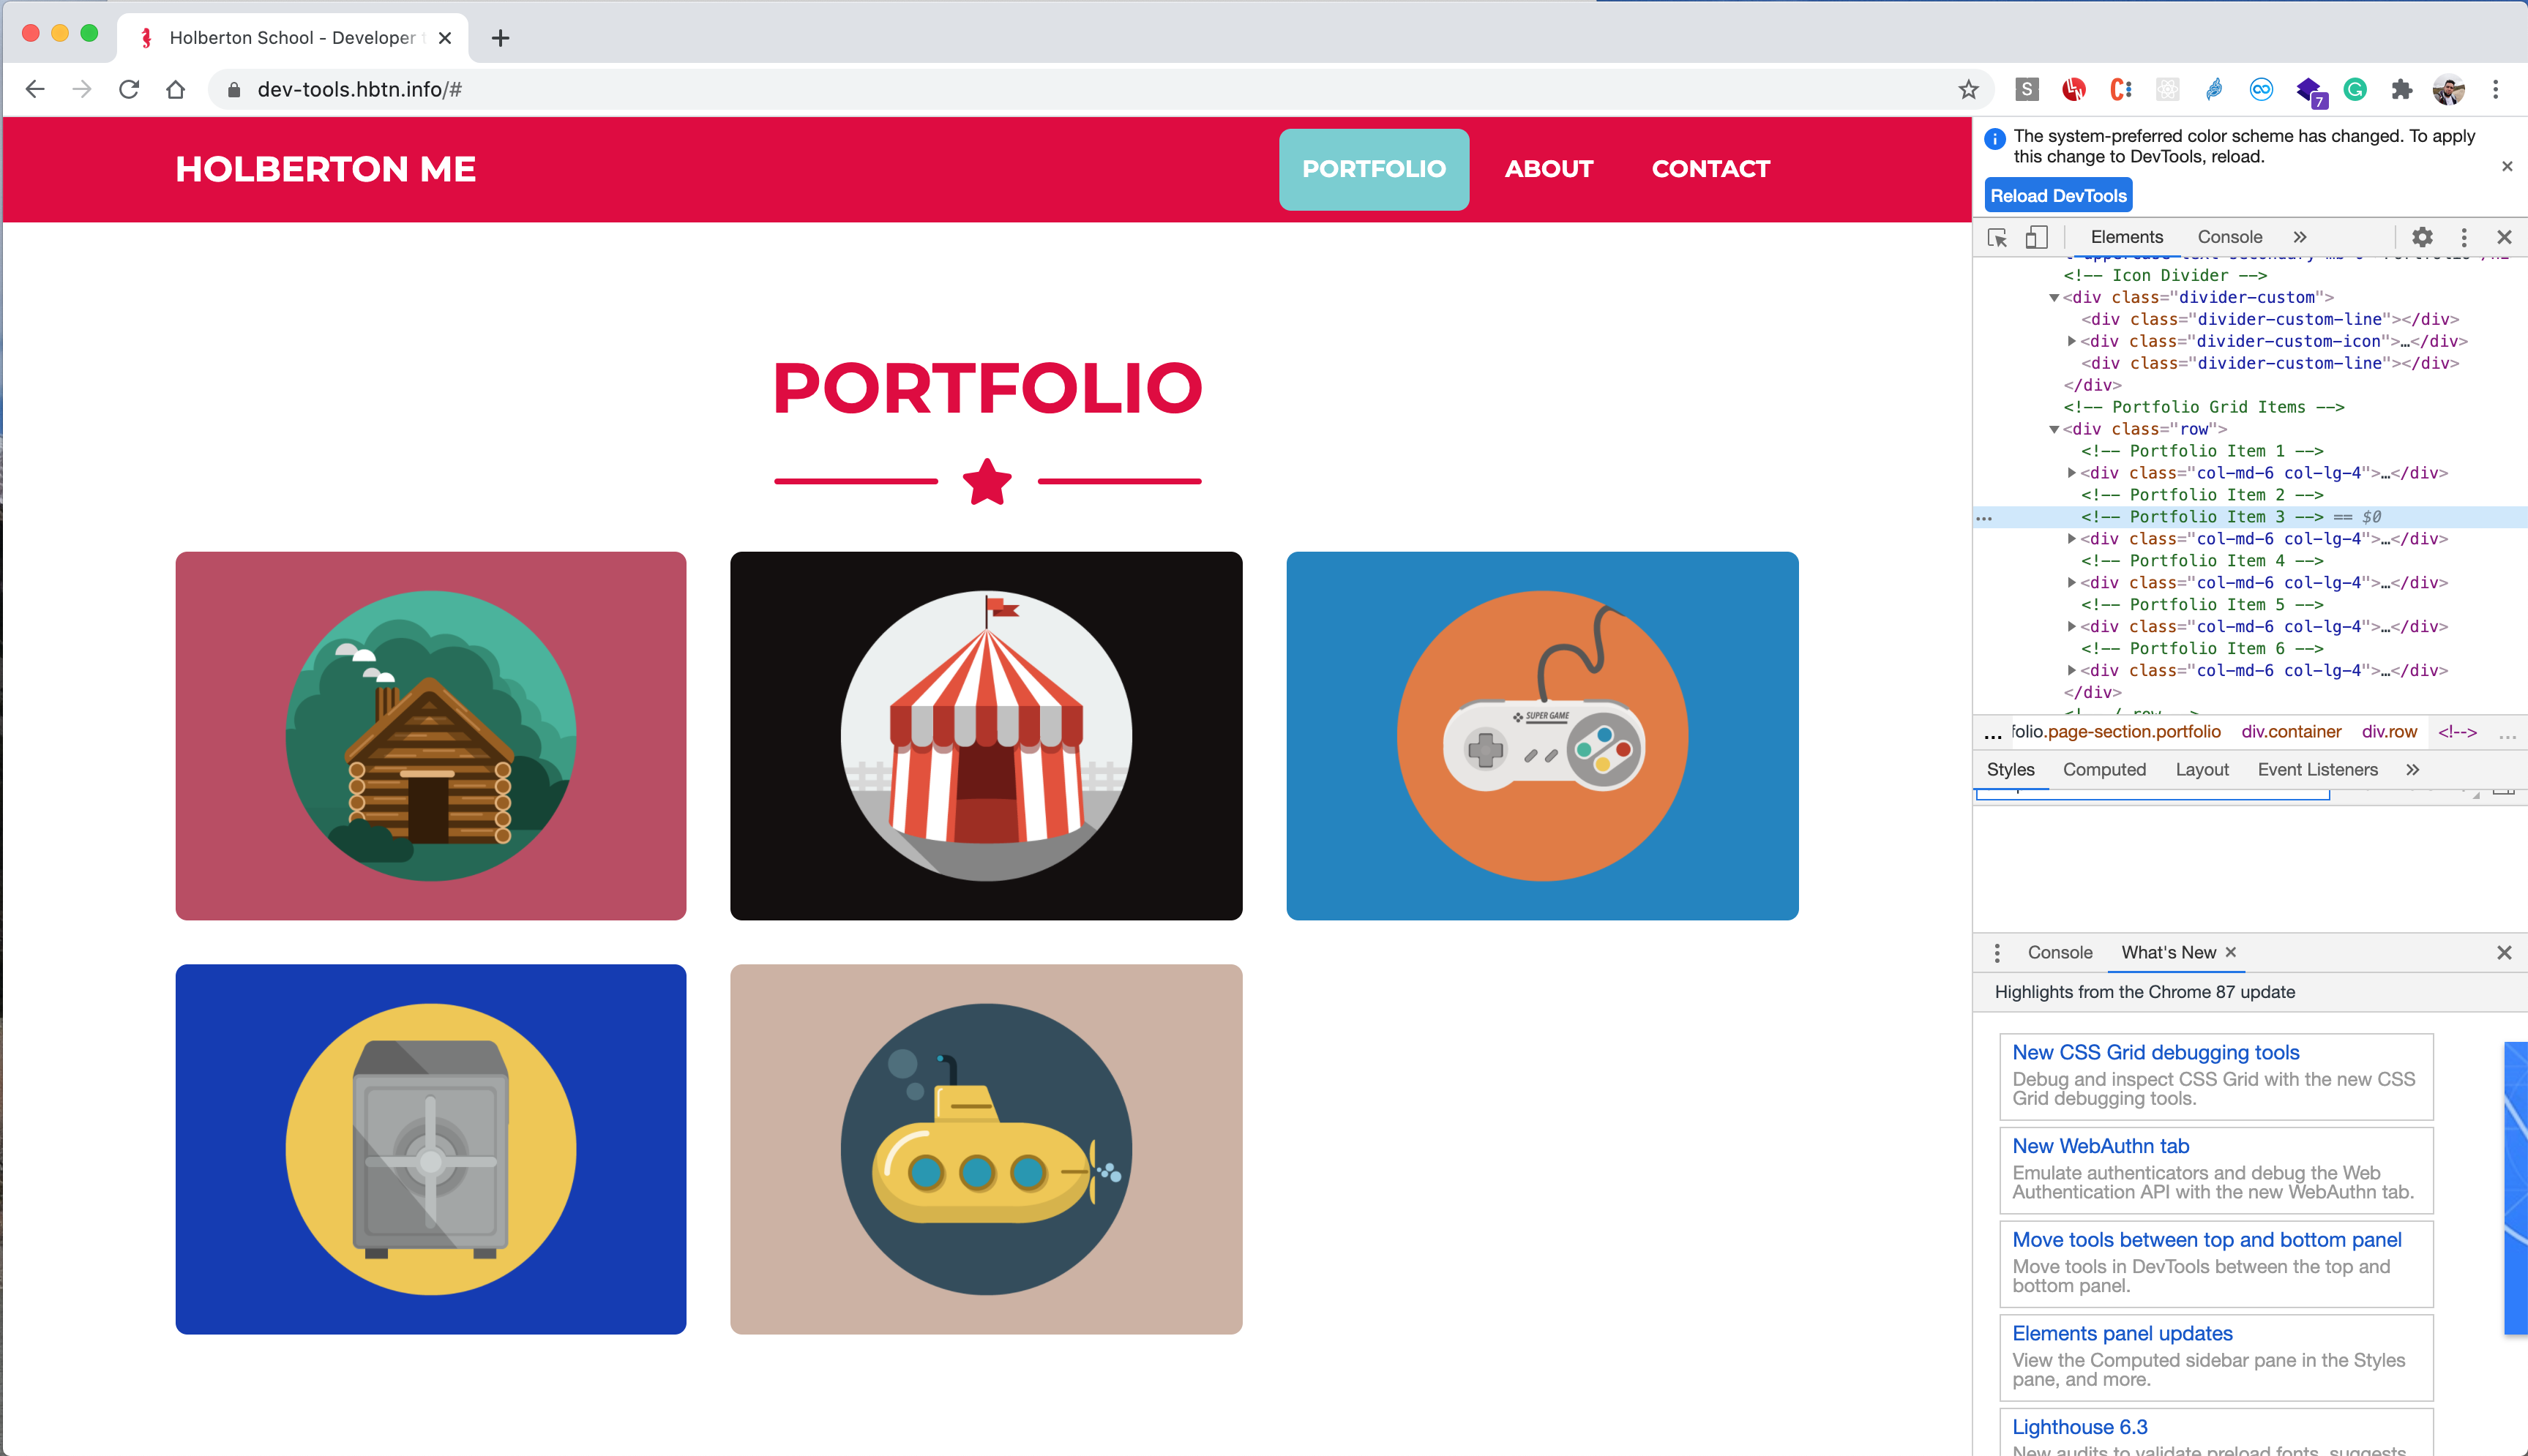 Holberton School - Developer t
dev-tools.hbtn.info/#
S
LN
C
7
G
HOLBERTON ME
PORTFOLIO
ABOUT
CONTACT
PORTFOLIO
SUPER GAME
The system-preferred color scheme has changed. To apply
this change to DevTools, reload.
Reload DevTools
Elements
Console
<!-- Icon Divider -->
<div class="divider-custom">
<div class="divider-custom-line"></div>
<div class="divider-custom-icon">…</div>
<div class="divider-custom-line"></div>
</div>
<!-- Portfolio Grid Items -->
<div class="row">
<!-- Portfolio Item 1 -->
<div class="col-md-6 col-lg-4">…</div>
<!-- Portfolio Item 2 -->
<!-- Portfolio Item 3 --> == $0
<div class="col-md-6 col-lg-4">…</div>
<!-- Portfolio Item 4 -->
<div class="col-md-6 col-lg-4">…</div>
<!-- Portfolio Item 5 -->
<div class="col-md-6 col-lg-4">…</div>
<!-- Portfolio Item 6 -->
<div class="col-md-6 col-lg-4">…</div>
</div>
... folio.page-section.portfolio div.container div.row <!--> ...
Styles Computed Layout Event Listeners
Console
What's New
Highlights from the Chrome 87 update
New CSS Grid debugging tools
Debug and inspect CSS Grid with the new CSS
Grid debugging tools.
New WebAuthn tab
Emulate authenticators and debug the Web
Authentication API with the new WebAuthn tab.
Move tools between top and bottom panel
Move tools in DevTools between the top and
bottom panel.
Elements panel updates
View the Computed sidebar pane in the Styles
pane, and more.
Lighthouse 6.3
New audits to validate preload fonts, suggests